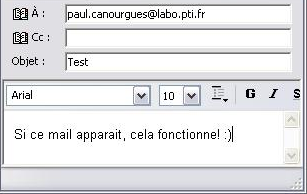 À : paul.canourgues@labo.pti.fr
Cc :
Objet : Test
Arial 10 G I S
Si ce mail apparait, cela fonctionne! :)